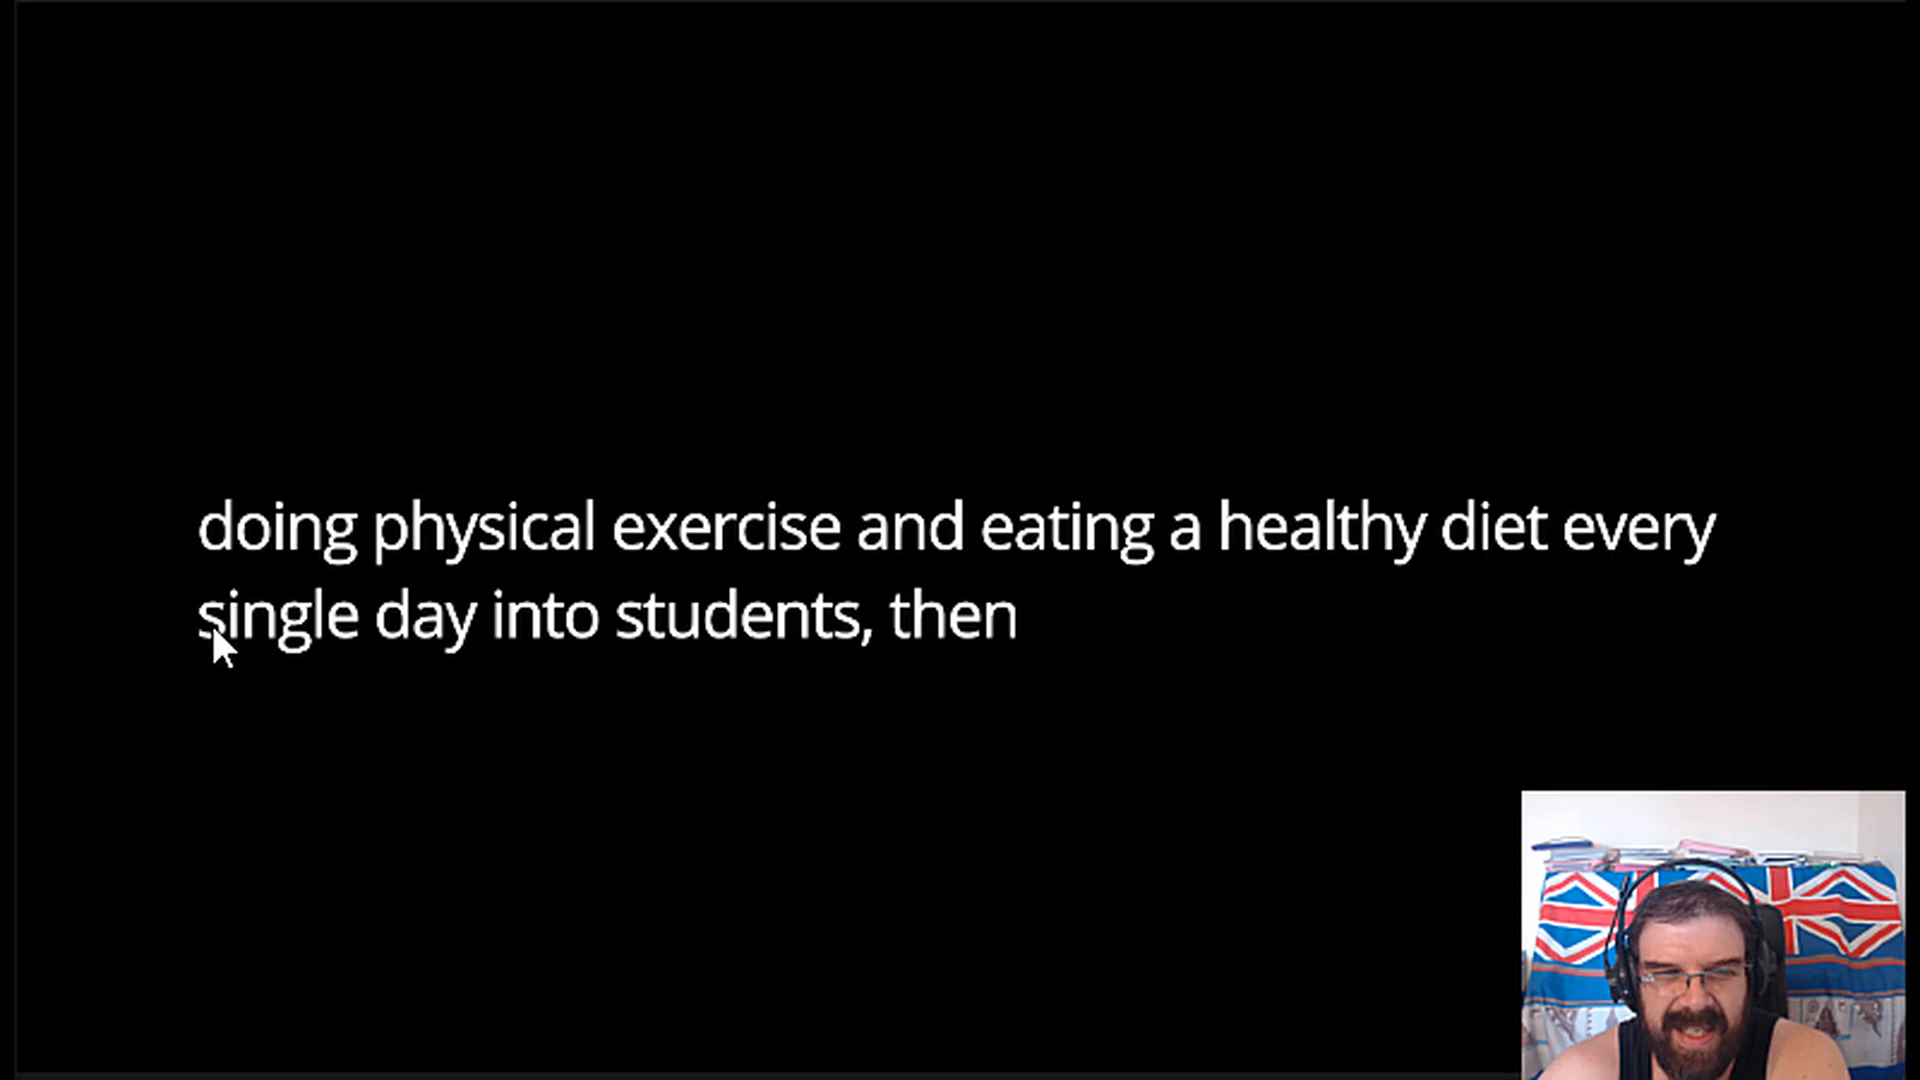 doing physical exercise and eating a healthy diet every
single day into students, then